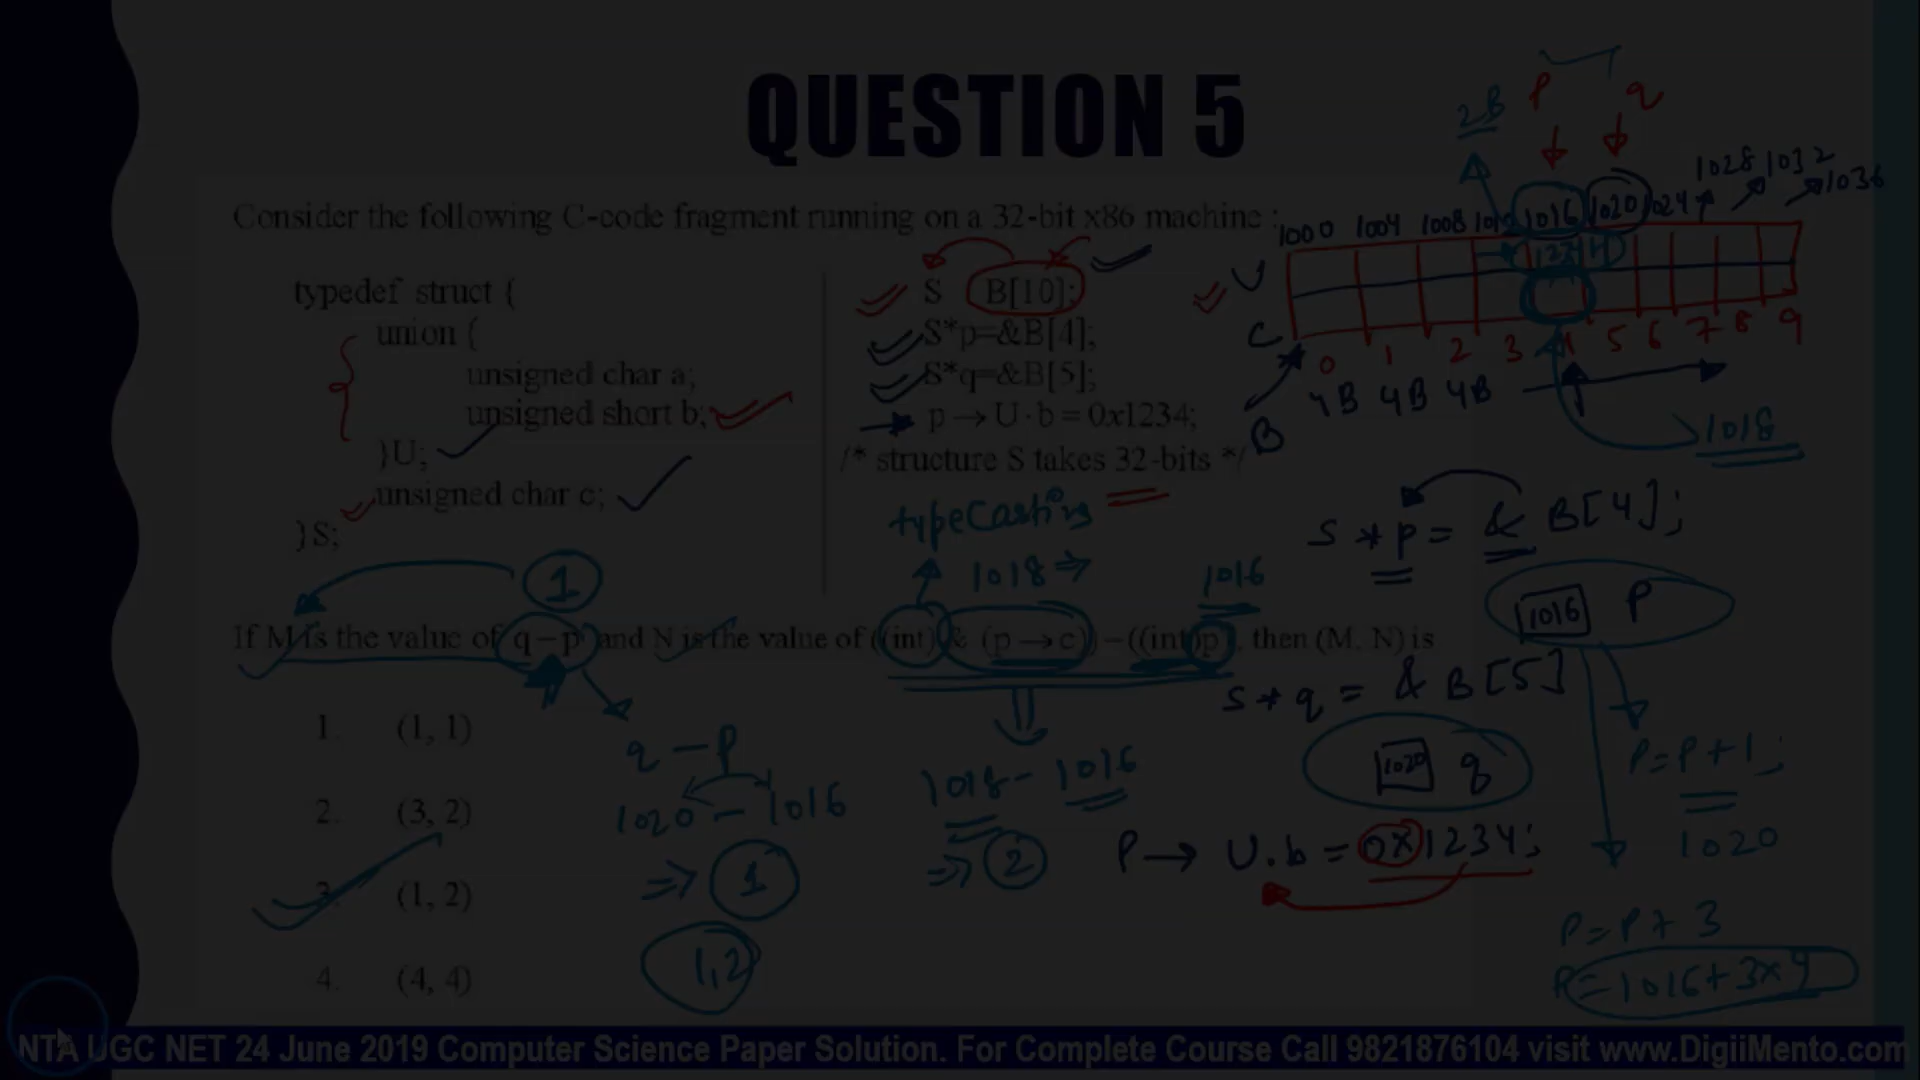 QUESTION 5
Consider the following C-code fragment running on a 32-bit x86 machine :
typedef struct {
union {
unsigned char a;
unsigned short b;
}U;
unsigned char c;
}S;
S B[10];
S*p=&B[4];
S*q=&B[5];
p→U·b = 0x1234;
/* structure S takes 32-bits */
If M is the value of q−p and N is the value of ((int) & (p→c)) − ((int)p), then (M, N) is
1. (1, 1)
2. (3, 2)
3. (1, 2)
4. (4, 4)
2B p q
1028 1032 1036
1000 1004 1008 1016 1020 1024
U
C
0 1 2 3 4 5 6 7 8 9
4B 4B 4B
B
1018
typeCasting
1018 ⇒ 1016
1
S * p = & B[4];
1016 P
S * q = & B[5]
1020 q
P → U.b = 0x1234;
q − P
1020 − 1016
⇒ 1
1,2
1018 − 1016
⇒ 2
P=P+1;
1020
P=P+3
P=1016+3×4
NTA UGC NET 24 June 2019 Computer Science Paper Solution. For Complete Course Call 9821876104 visit www.DigiiMento.com